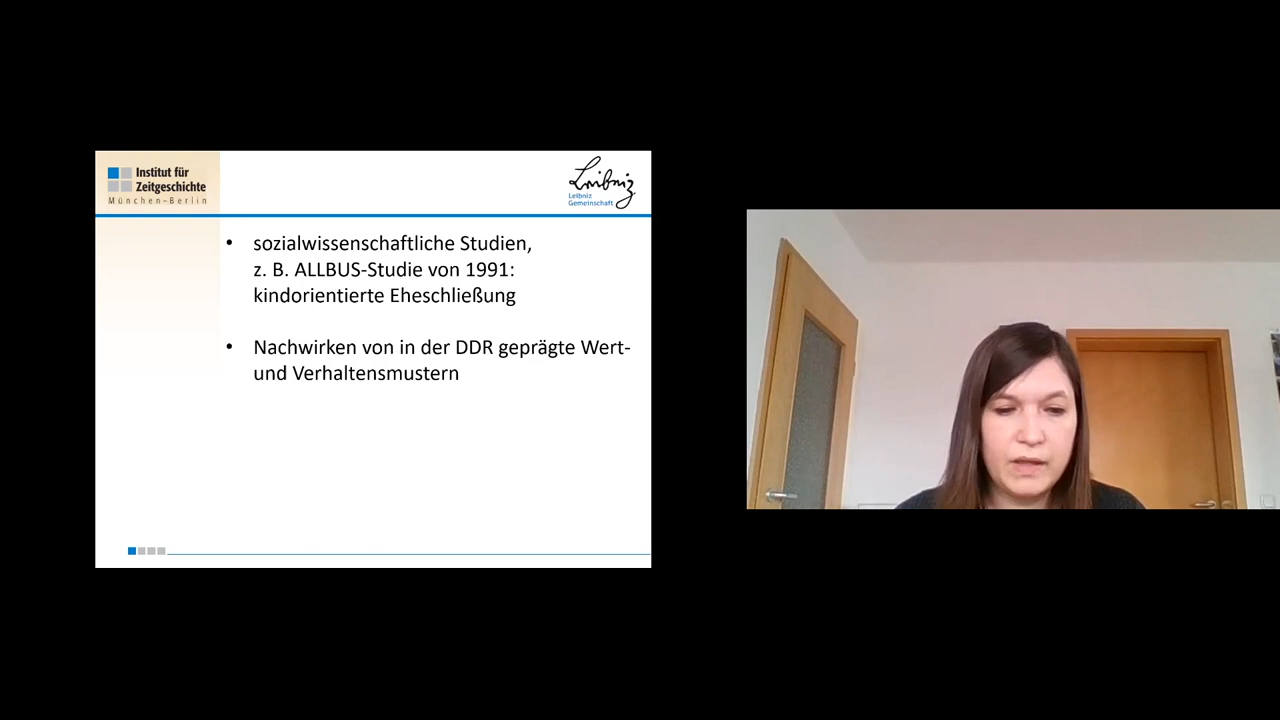 Institut für
Zeitgeschichte
München–Berlin
Leibniz
Leibniz
Gemeinschaft
• sozialwissenschaftliche Studien,
z. B. ALLBUS-Studie von 1991:
kindorientierte Eheschließung
• Nachwirken von in der DDR geprägte Wert-
und Verhaltensmustern